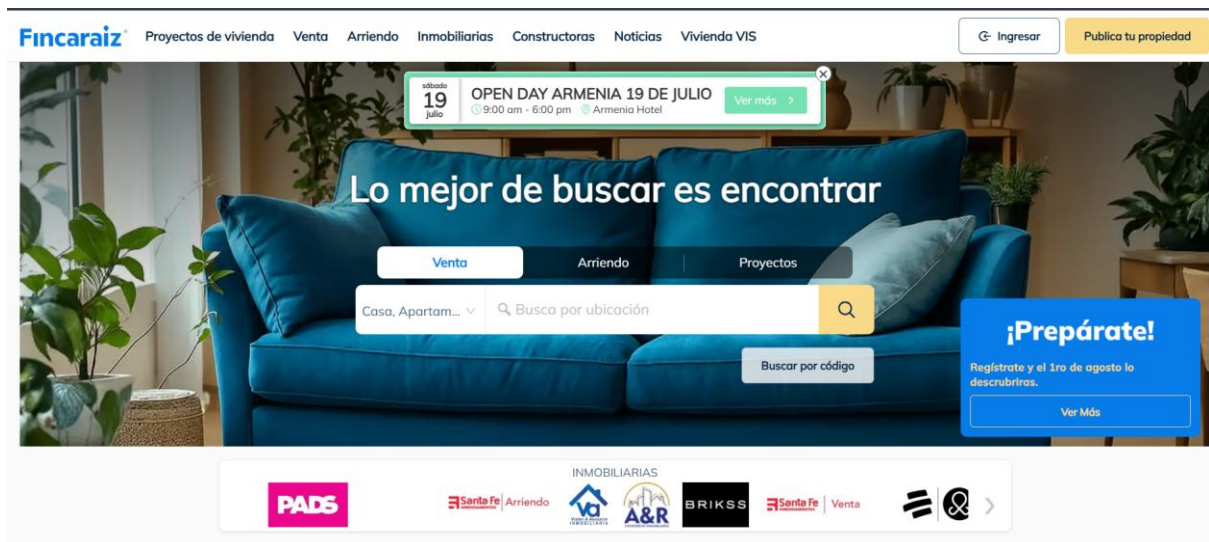 Fincaraiz
Proyectos de vivienda Venta Arriendo Inmobiliarias Constructoras Noticias Vivienda VIS
Ingresar
Publica tu propiedad
sábado
19
julio
OPEN DAY ARMENIA 19 DE JULIO
9:00 am - 6:00 pm Armenia Hotel
Ver más
Lo mejor de buscar es encontrar
Venta Arriendo Proyectos
Casa, Apartam... Busca por ubicación
Buscar por código
¡Prepárate!
Regístrate y el 1ro de agosto lo
descrubriras.
Ver Más
INMOBILIARIAS
PADS
Santa Fe Arriendo
va
INMOBILIARIA
A&R
BRIKSS
Santa Fe Venta